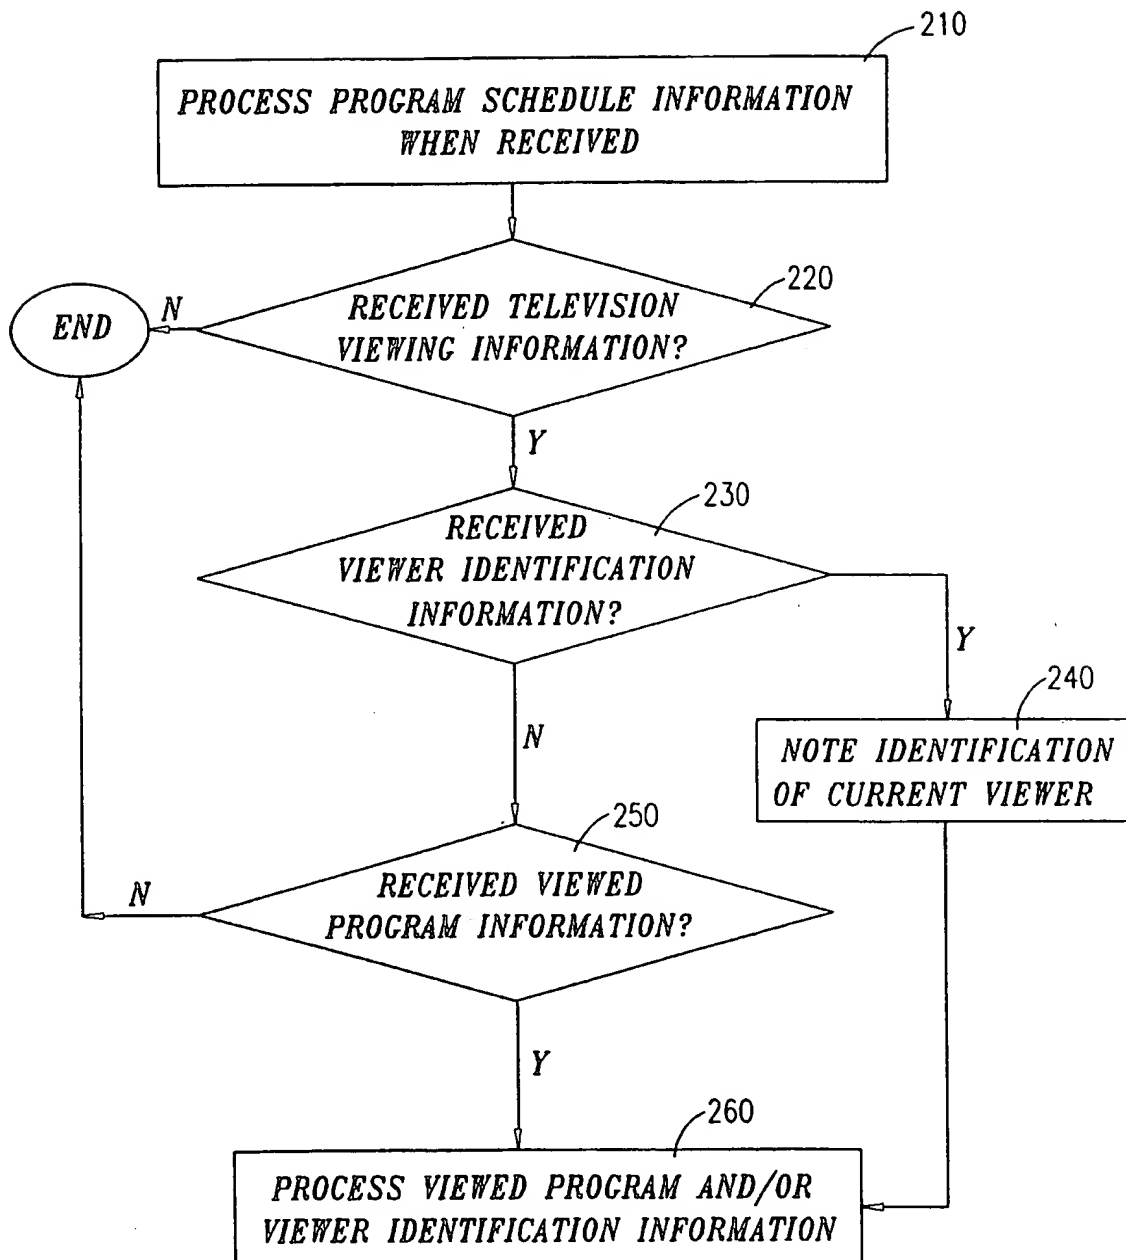 210
PROCESS PROGRAM SCHEDULE INFORMATION
WHEN RECEIVED
220
RECEIVED TELEVISION
VIEWING INFORMATION?
N
END
Y
230
RECEIVED
VIEWER IDENTIFICATION
INFORMATION?
Y
240
NOTE IDENTIFICATION
OF CURRENT VIEWER
N
250
RECEIVED VIEWED
PROGRAM INFORMATION?
N
Y
260
PROCESS VIEWED PROGRAM AND/OR
VIEWER IDENTIFICATION INFORMATION